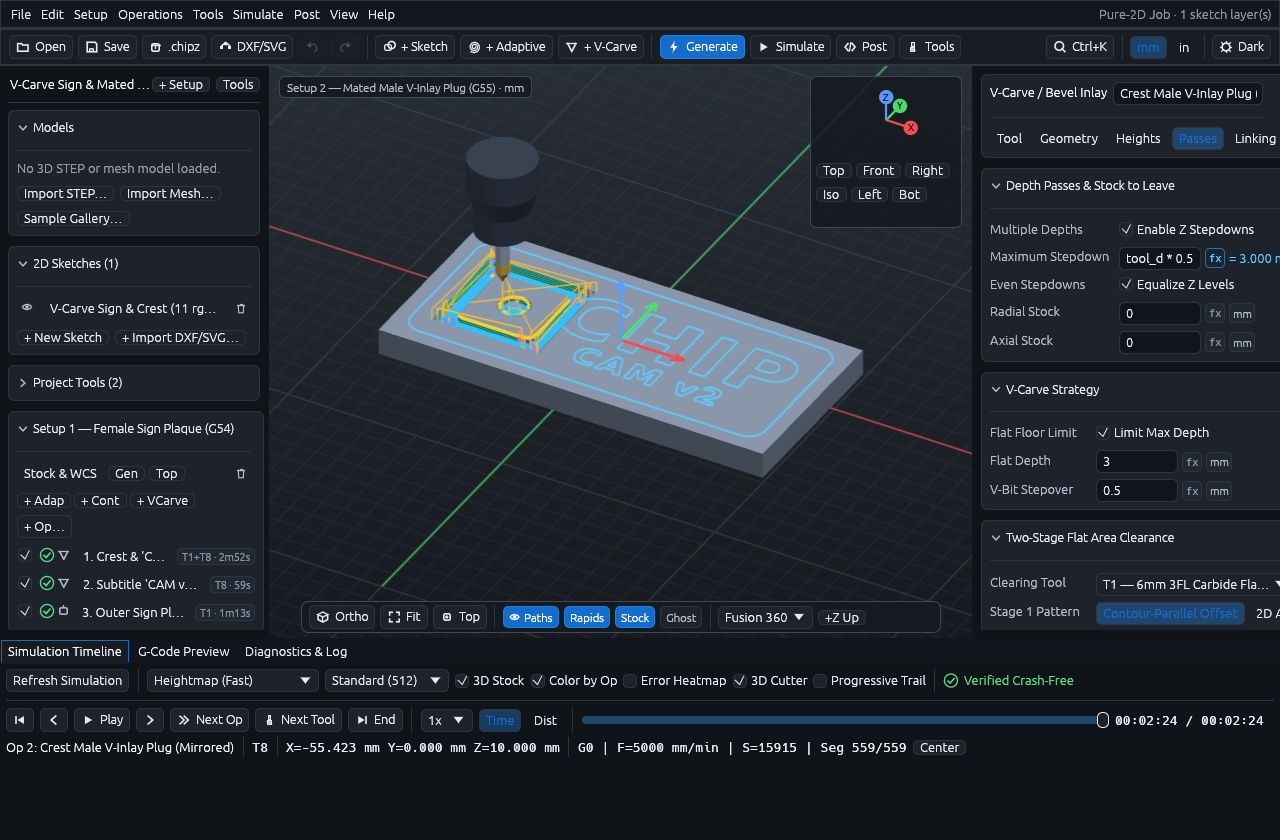 File Edit Setup Operations Tools Simulate Post View Help
Pure-2D Job · 1 sketch layer(s)
Open Save .chipz DXF/SVG + Sketch + Adaptive + V-Carve Generate Simulate Post Tools Ctrl+K mm in Dark
V-Carve Sign & Mated ... + Setup Tools
Models
No 3D STEP or mesh model loaded.
Import STEP... Import Mesh...
Sample Gallery...
2D Sketches (1)
V-Carve Sign & Crest (11 rg...
+ New Sketch + Import DXF/SVG...
Project Tools (2)
Setup 1 — Female Sign Plaque (G54)
Stock & WCS Gen Top
+ Adap + Cont + VCarve
+ Op...
1. Crest & 'C... T1+T8 · 2m52s
2. Subtitle 'CAM v... T8 · 59s
3. Outer Sign Pl... T1 · 1m13s
Setup 2 — Mated Male V-Inlay Plug (G55) · mm
Z
Y
X
Top Front Right
Iso Left Bot
CHIP
CAM v2
Ortho Fit Top Paths Rapids Stock Ghost Fusion 360 +Z Up
V-Carve / Bevel Inlay Crest Male V-Inlay Plug
Tool Geometry Heights Passes Linking
Depth Passes & Stock to Leave
Multiple Depths Enable Z Stepdowns
Maximum Stepdown tool_d * 0.5 fx = 3.000
Even Stepdowns Equalize Z Levels
Radial Stock 0 fx mm
Axial Stock 0 fx mm
V-Carve Strategy
Flat Floor Limit Limit Max Depth
Flat Depth 3 fx mm
V-Bit Stepover 0.5 fx mm
Two-Stage Flat Area Clearance
Clearing Tool T1 — 6mm 3FL Carbide Fla...
Stage 1 Pattern Contour-Parallel Offset 2D
Simulation Timeline G-Code Preview Diagnostics & Log
Refresh Simulation Heightmap (Fast) Standard (512) 3D Stock Color by Op Error Heatmap 3D Cutter Progressive Trail Verified Crash-Free
Play Next Op Next Tool End 1x Time Dist 00:02:24 / 00:02:24
Op 2: Crest Male V-Inlay Plug (Mirrored) T8 X=-55.423 mm Y=0.000 mm Z=10.000 mm G0 | F=5000 mm/min | S=15915 | Seg 559/559 Center